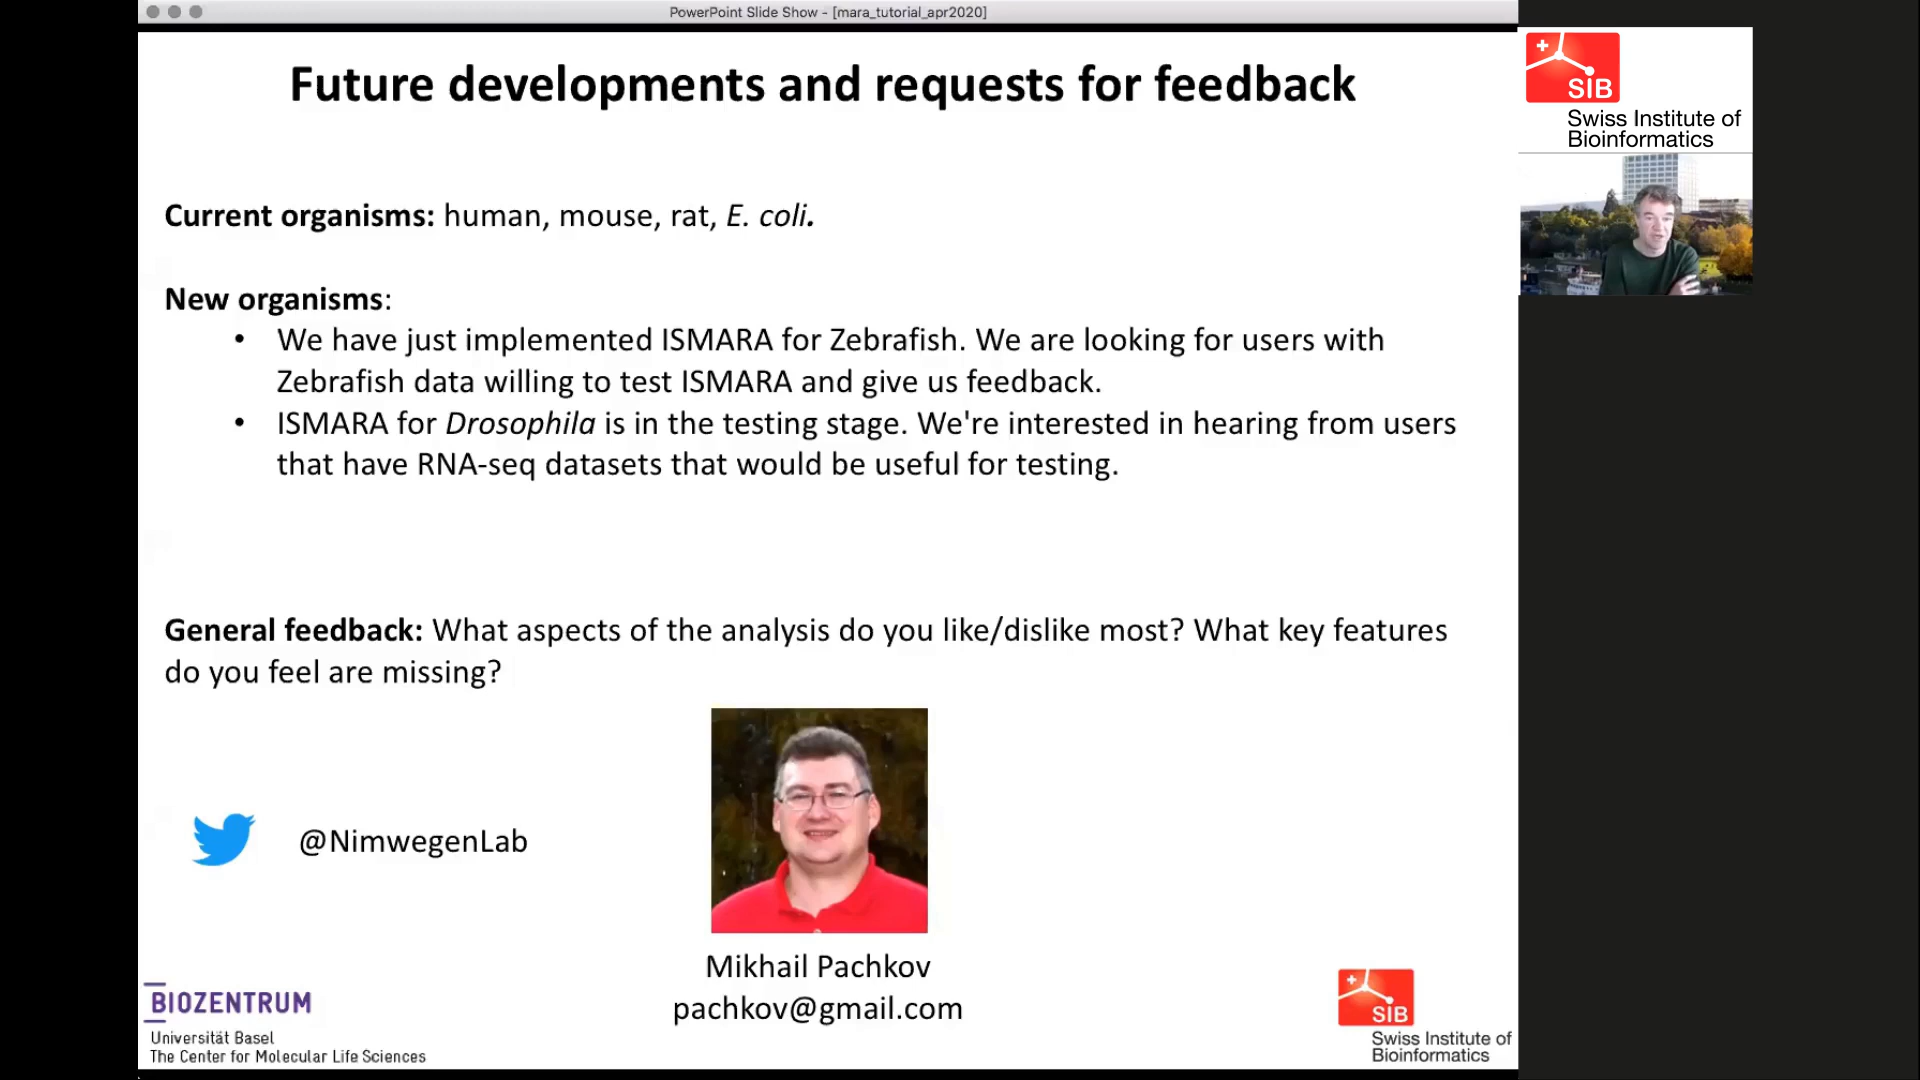 PowerPoint Slide Show - [mara_tutorial_apr2020]
Future developments and requests for feedback
Current organisms: human, mouse, rat, E. coli.
New organisms:
• We have just implemented ISMARA for Zebrafish. We are looking for users with
Zebrafish data willing to test ISMARA and give us feedback.
• ISMARA for Drosophila is in the testing stage. We're interested in hearing from users
that have RNA-seq datasets that would be useful for testing.
General feedback: What aspects of the analysis do you like/dislike most? What key features
do you feel are missing?
@NimwegenLab
Mikhail Pachkov
pachkov@gmail.com
BIOZENTRUM
Universität Basel
The Center for Molecular Life Sciences
SIB
Swiss Institute of
Bioinformatics
SIB
Swiss Institute of
Bioinformatics